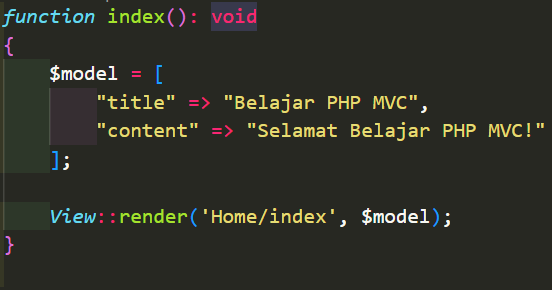 function index(): void
{
    $model = [
        "title" => "Belajar PHP MVC",
        "content" => "Selamat Belajar PHP MVC!"
    ];

    View::render('Home/index', $model);
}